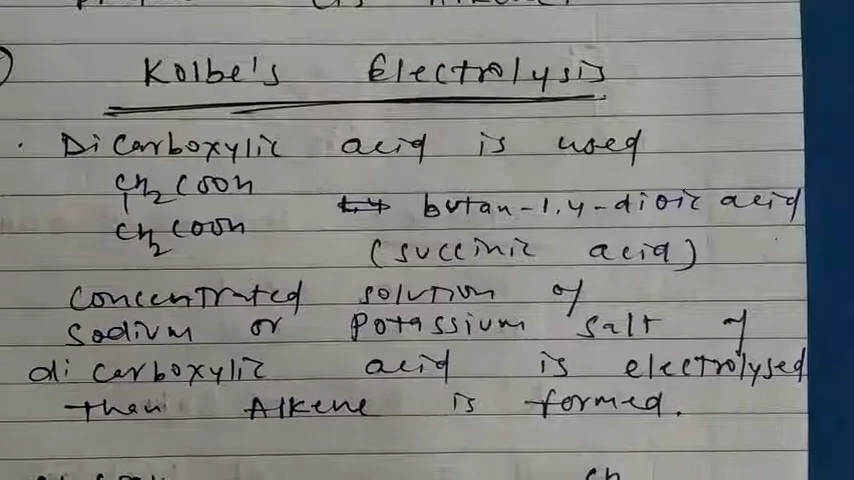 Kolbe's Electrolysis
Dicarboxylic acid is used
CH2COOH
CH2COOH butan-1,4-dioic acid
(succinic acid)
Concentrated solution of
sodium or potassium salt of
dicarboxylic acid is electrolysed
than Alkene is formed.